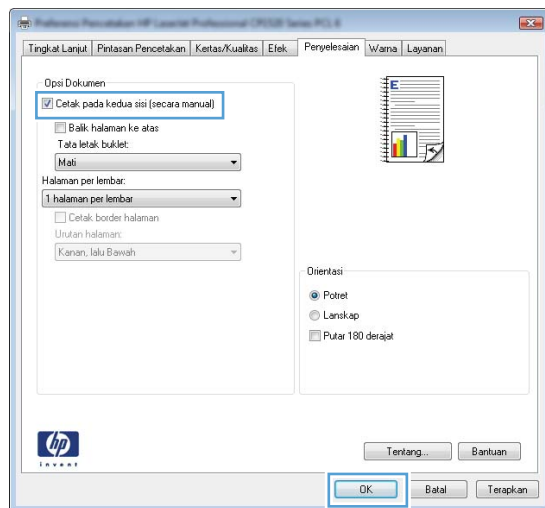 Tingkat Lanjut Pintasan Pencetakan Kertas/Kualitas Efek Penyelesaian Warna Layanan
Opsi Dokumen
Cetak pada kedua sisi (secara manual)
Balik halaman ke atas
Tata letak buklet:
Mati
Halaman per lembar:
1 halaman per lembar
Cetak border halaman
Urutan halaman:
Kanan, lalu Bawah
E
Orientasi
Potret
Lanskap
Putar 180 derajat
hp
invent
Tentang... Bantuan
OK Batal Terapkan